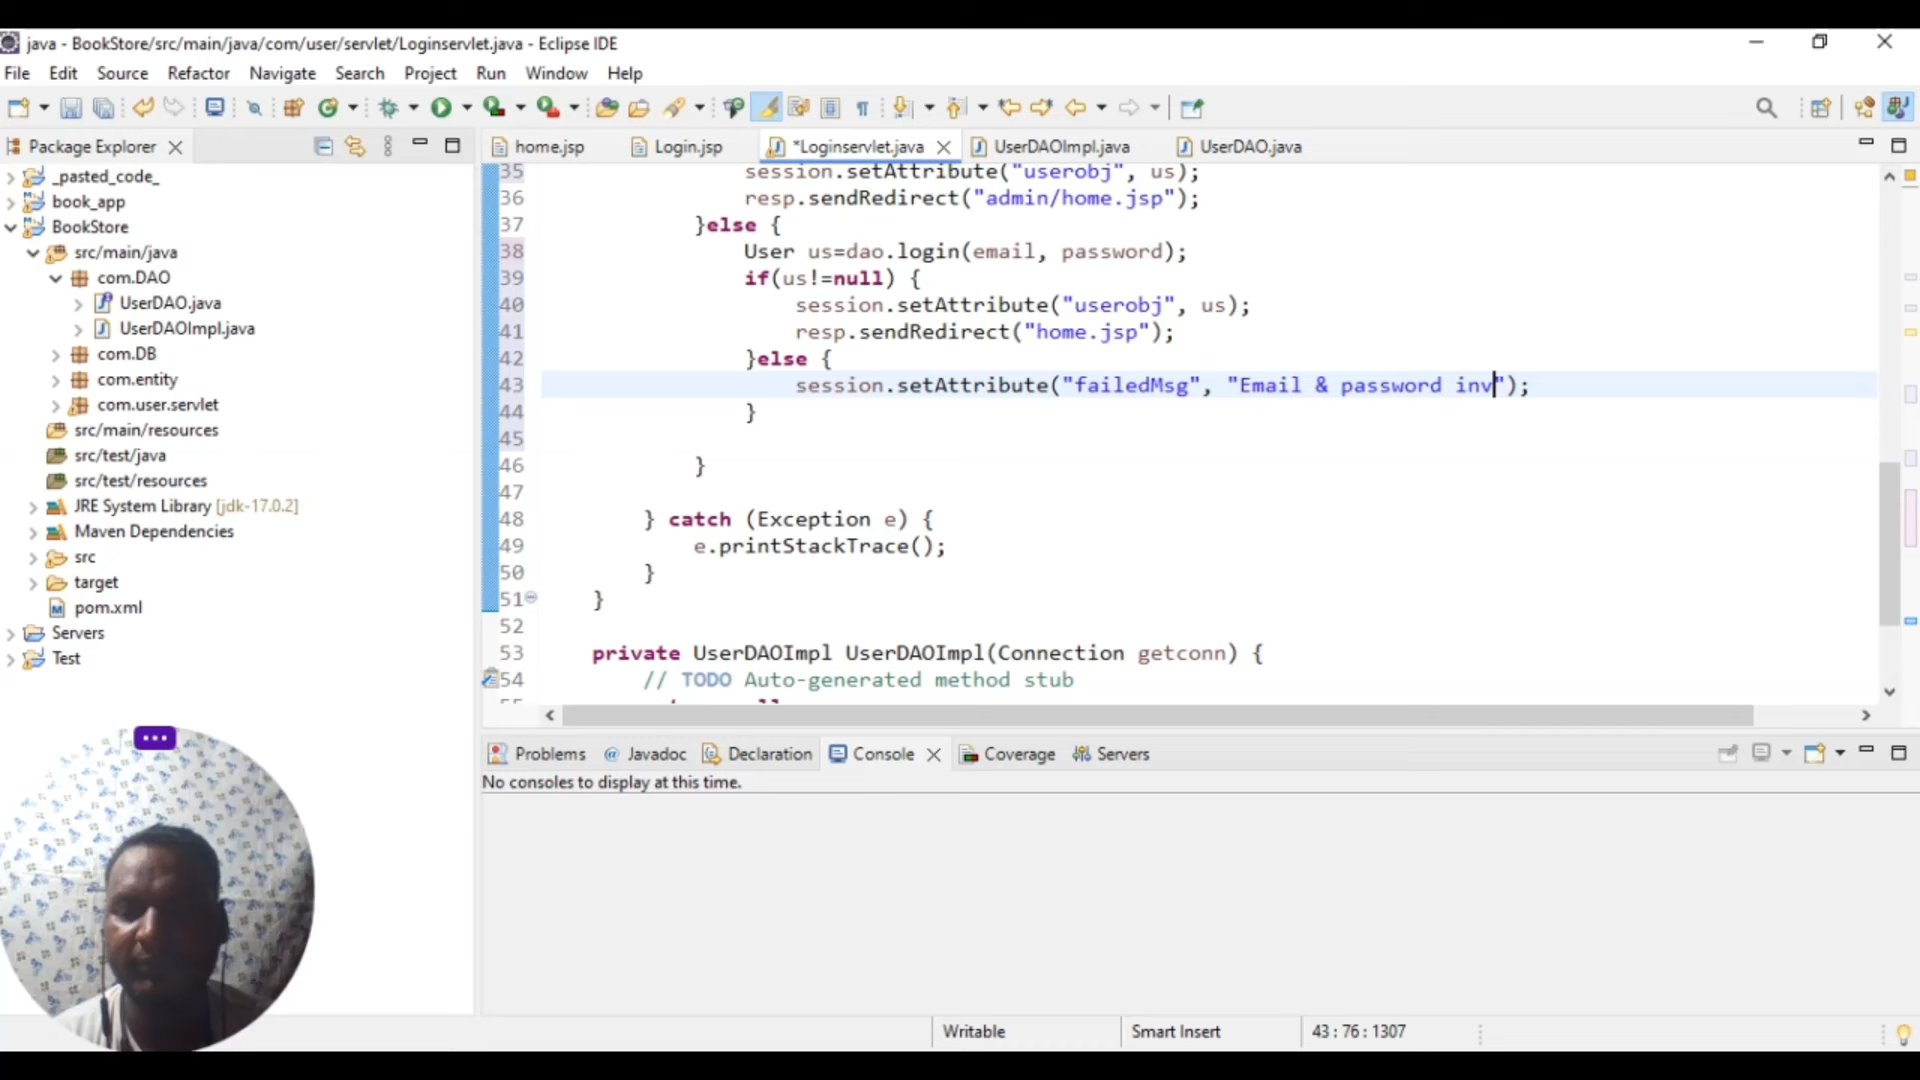 java - BookStore/src/main/java/com/user/servlet/Loginservlet.java - Eclipse IDE
File Edit Source Refactor Navigate Search Project Run Window Help
Package Explorer
_pasted_code_
book_app
BookStore
src/main/java
com.DAO
UserDAO.java
UserDAOImpl.java
com.DB
com.entity
com.user.servlet
src/main/resources
src/test/java
src/test/resources
JRE System Library [jdk-17.0.2]
Maven Dependencies
src
target
pom.xml
Servers
Test
home.jsp Login.jsp *Loginservlet.java UserDAOImpl.java UserDAO.java
35 session.setAttribute("userobj", us);
36 resp.sendRedirect("admin/home.jsp");
37 }else {
38 User us=dao.login(email, password);
39 if(us!=null) {
40 session.setAttribute("userobj", us);
41 resp.sendRedirect("home.jsp");
42 }else {
43 session.setAttribute("failedMsg", "Email & password inv");
44 }
45
46 }
47
48 } catch (Exception e) {
49 e.printStackTrace();
50 }
51 }
52
53 private UserDAOImpl UserDAOImpl(Connection getconn) {
54 // TODO Auto-generated method stub
Problems @ Javadoc Declaration Console Coverage Servers
No consoles to display at this time.
Writable Smart Insert 43 : 76 : 1307